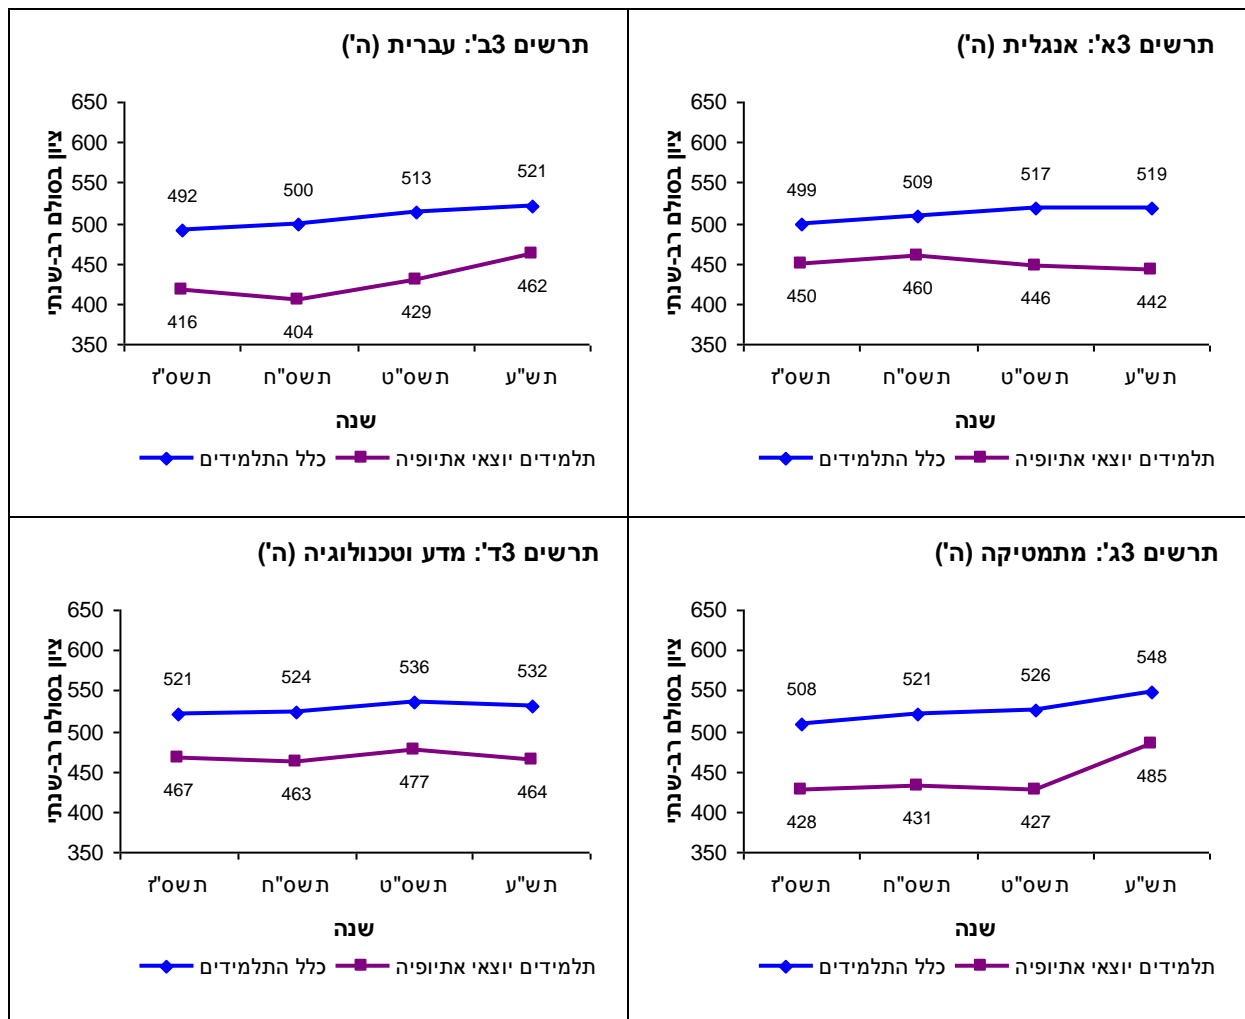 תרשים 3א': אנגלית (ה')
ציון בסולם רב-שנתי
650
600
550
500
450
400
350
499 509 517 519
450 460 446 442
תשס"ז תשס"ח תשס"ט תש"ע
שנה
כלל התלמידים תלמידים יוצאי אתיופיה
תרשים 3ב': עברית (ה')
ציון בסולם רב-שנתי
650
600
550
500
450
400
350
492 500 513 521
416 404 429 462
תשס"ז תשס"ח תשס"ט תש"ע
שנה
כלל התלמידים תלמידים יוצאי אתיופיה
תרשים 3ג': מתמטיקה (ה')
ציון בסולם רב-שנתי
650
600
550
500
450
400
350
508 521 526 548
428 431 427 485
תשס"ז תשס"ח תשס"ט תש"ע
שנה
כלל התלמידים תלמידים יוצאי אתיופיה
תרשים 3ד': מדע וטכנולוגיה (ה')
ציון בסולם רב-שנתי
650
600
550
500
450
400
350
521 524 536 532
467 463 477 464
תשס"ז תשס"ח תשס"ט תש"ע
שנה
כלל התלמידים תלמידים יוצאי אתיופיה